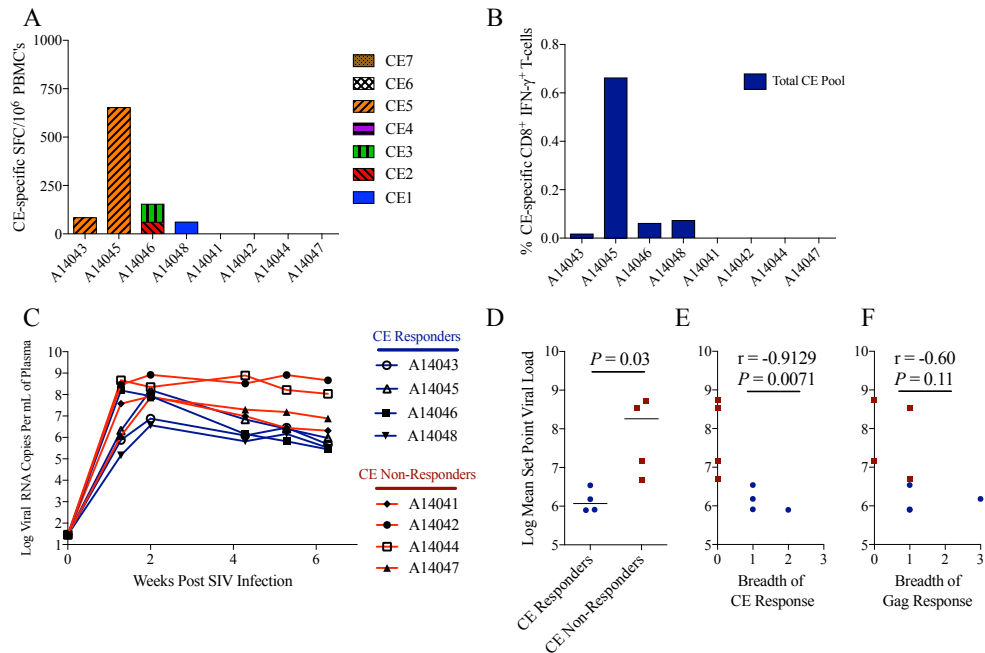 A
CE-specific SFC/10⁶ PBMC's
1000
750
500
250
0
A14043
A14045
A14046
A14048
A14041
A14042
A14044
A14047
CE7
CE6
CE5
CE4
CE3
CE2
CE1
B
% CE-specific CD8⁺ IFN-γ⁺ T-cells
0.8
0.6
0.4
0.2
0.0
A14043
A14045
A14046
A14048
A14041
A14042
A14044
A14047
Total CE Pool
C
Log Viral RNA Copies Per mL of Plasma
10
9
8
7
6
5
4
3
2
1
0
2
4
6
Weeks Post SIV Infection
CE Responders
A14043
A14045
A14046
A14048
CE Non-Responders
A14041
A14042
A14044
A14047
D
Log Mean Set Point Viral Load
10
9
8
7
6
5
P = 0.03
CE Responders
CE Non-Responders
E
10
9
8
7
6
5
r = -0.9129
P = 0.0071
0
1
2
3
Breadth of
CE Response
F
10
9
8
7
6
5
r = -0.60
P = 0.11
0
1
2
3
Breadth of
Gag Response